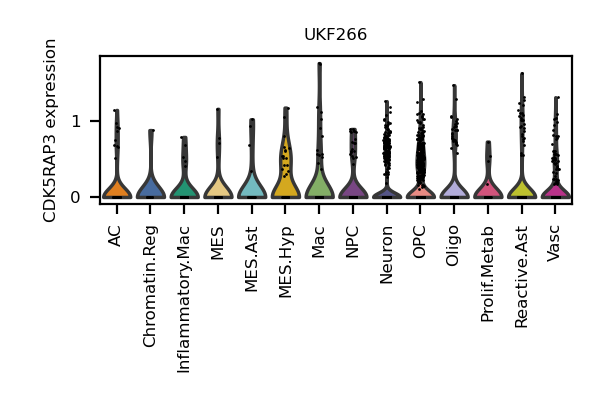 UKF266
CDK5RAP3 expression
1
0
AC
Chromatin.Reg
Inflammatory.Mac
MES
MES.Ast
MES.Hyp
Mac
NPC
Neuron
OPC
Oligo
Prolif.Metab
Reactive.Ast
Vasc